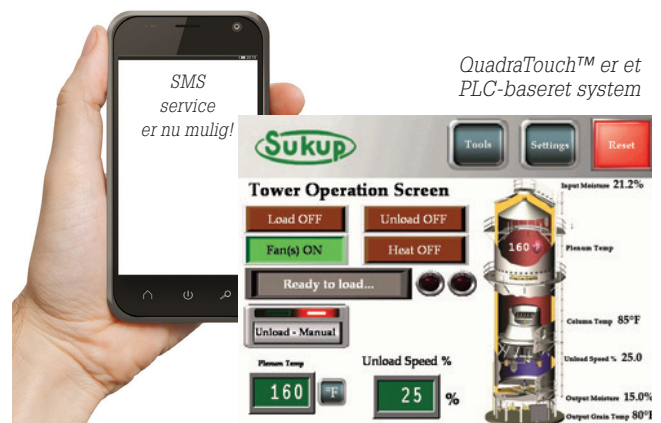 SMS
service
er nu mulig!
QuadraTouch™ er et
PLC-baseret system
Sukup
Tools
Settings
Reset
Tower Operation Screen
Input Moisture 21.2%
Load OFF
Unload OFF
Fan(s) ON
Heat OFF
160
Plenum Temp
Ready to load...
Unload - Manual
Column Temp 85°F
Plenum Temp
Unload Speed %
Unload Speed % 25.0
160 °F
25 %
Output Moisture 15.0%
Output Grain Temp 80°F